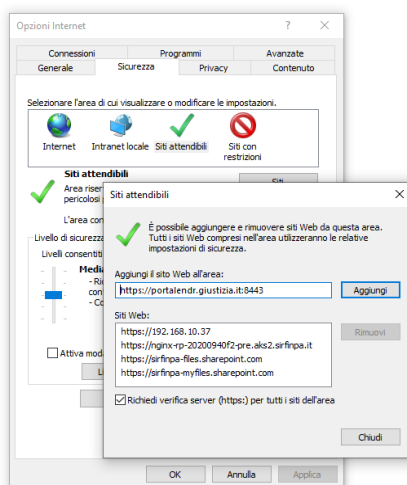 Opzioni Internet
? ×
Connessioni Programmi Avanzate
Generale Sicurezza Privacy Contenuto
Selezionare l'area di cui visualizzare o modificare le impostazioni.
Internet Intranet locale Siti attendibili Siti con restrizioni
Siti attendibili
Siti
Area riser
pericolosi
L'area con
Livello di sicurezza
Livelli consentiti
Media
- Ric
con
- Co
Attiva mod
OK Annulla Applica
Siti attendibili
×
È possibile aggiungere e rimuovere siti Web da questa area.
Tutti i siti Web compresi nell'area utilizzeranno le relative
impostazioni di sicurezza.
Aggiungi il sito Web all'area:
https://portalendr.giustizia.it:8443
Aggiungi
Siti Web:
https://192.168.10.37
https://nginx-rp-20200940f2-pre.aks2.sirfinpa.it
https://sirfinpa-files.sharepoint.com
https://sirfinpa-myfiles.sharepoint.com
Rimuovi
Richiedi verifica server (https:) per tutti i siti dell'area
Chiudi